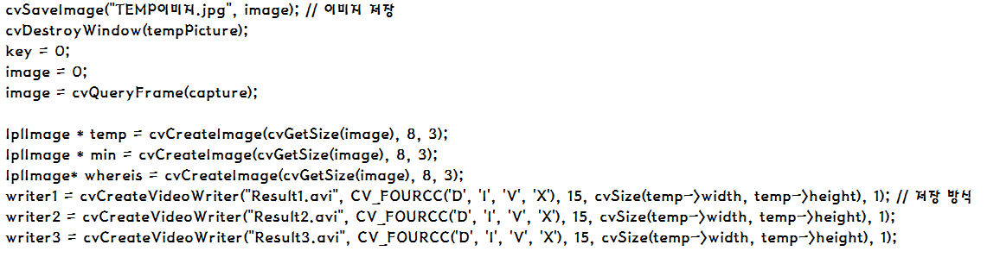 cvSaveImage("TEMP이미지.jpg", image); // 이미지 저장
cvDestroyWindow(tempPicture);
key = 0;
image = 0;
image = cvQueryFrame(capture);
IplImage * temp = cvCreateImage(cvGetSize(image), 8, 3);
IplImage * min = cvCreateImage(cvGetSize(image), 8, 3);
IplImage* whereis = cvCreateImage(cvGetSize(image), 8, 3);
writer1 = cvCreateVideoWriter("Result1.avi", CV_FOURCC('D', 'I', 'V', 'X'), 15, cvSize(temp->width, temp->height), 1); // 저장 방식
writer2 = cvCreateVideoWriter("Result2.avi", CV_FOURCC('D', 'I', 'V', 'X'), 15, cvSize(temp->width, temp->height), 1);
writer3 = cvCreateVideoWriter("Result3.avi", CV_FOURCC('D', 'I', 'V', 'X'), 15, cvSize(temp->width, temp->height), 1);